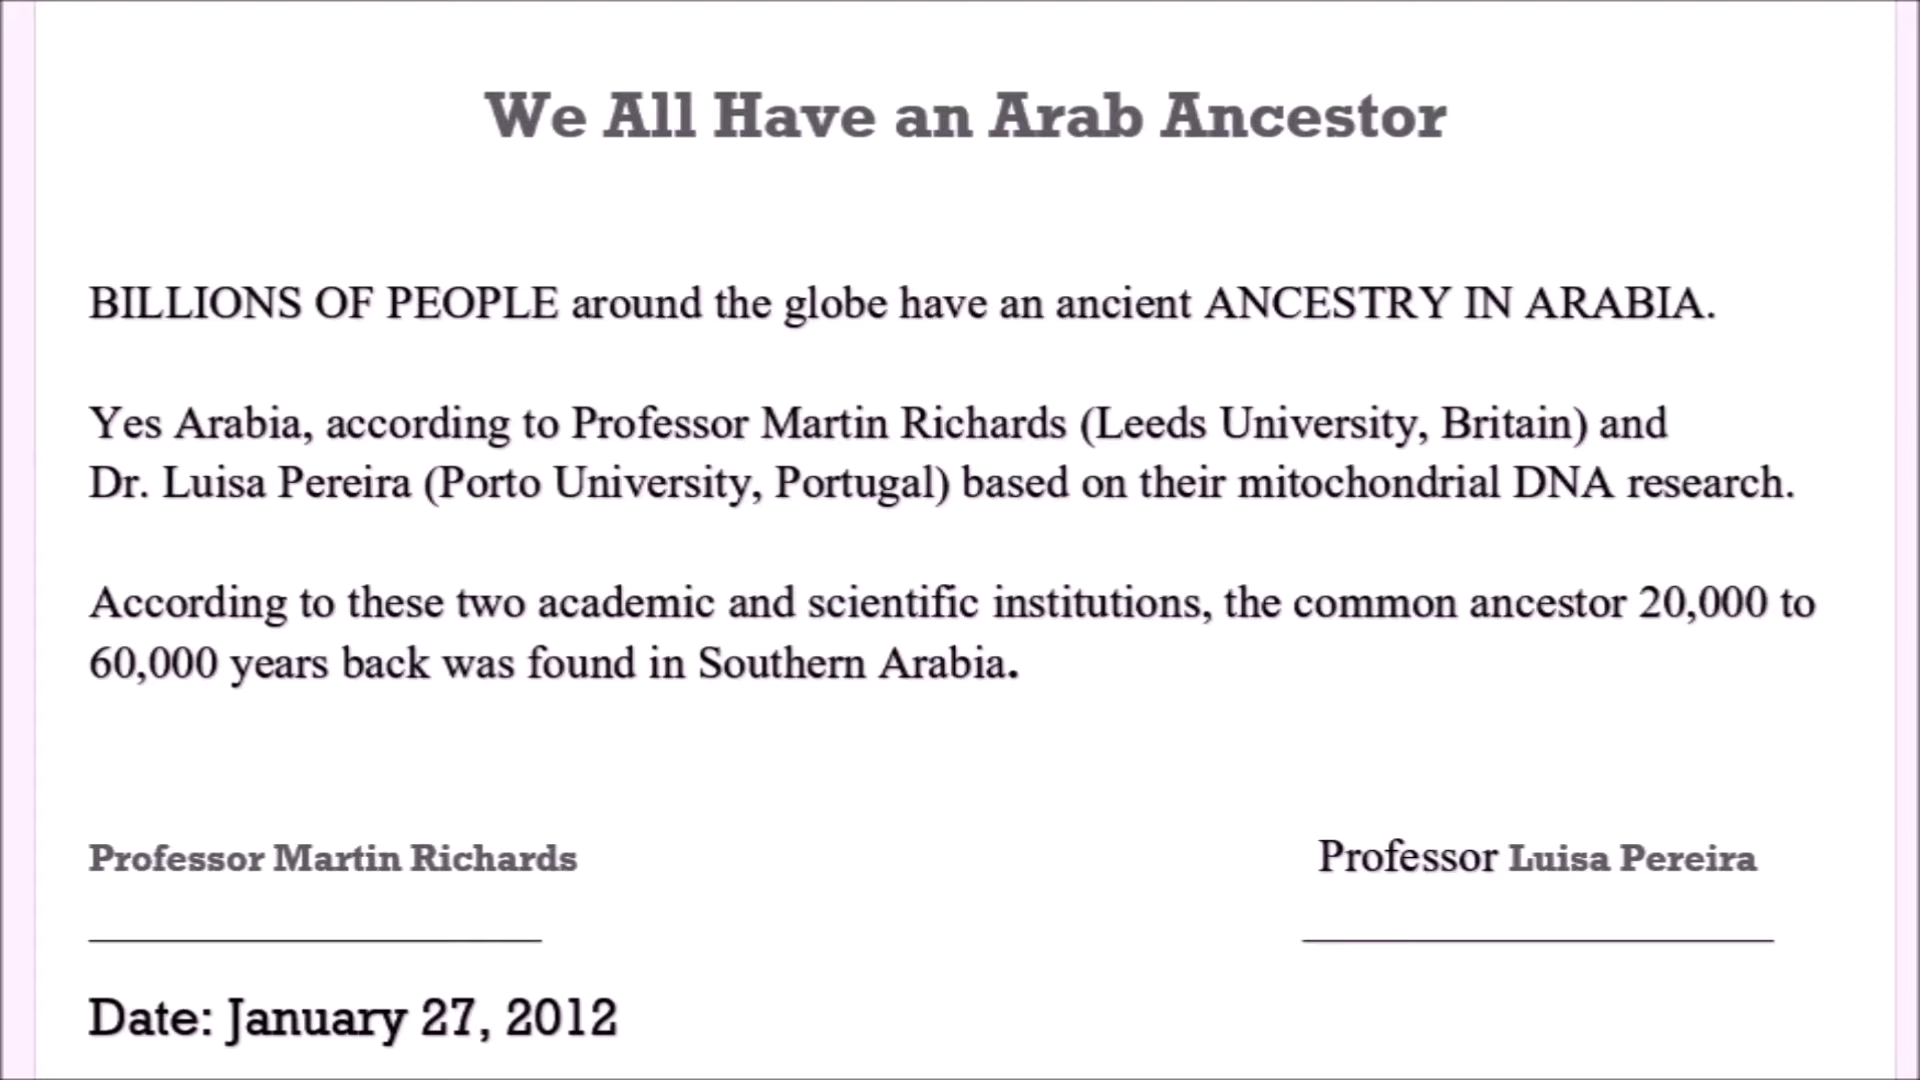 We All Have an Arab Ancestor
BILLIONS OF PEOPLE around the globe have an ancient ANCESTRY IN ARABIA.
Yes Arabia, according to Professor Martin Richards (Leeds University, Britain) and
Dr. Luisa Pereira (Porto University, Portugal) based on their mitochondrial DNA research.
According to these two academic and scientific institutions, the common ancestor 20,000 to
60,000 years back was found in Southern Arabia.
Professor Martin Richards
Professor Luisa Pereira
Date: January 27, 2012